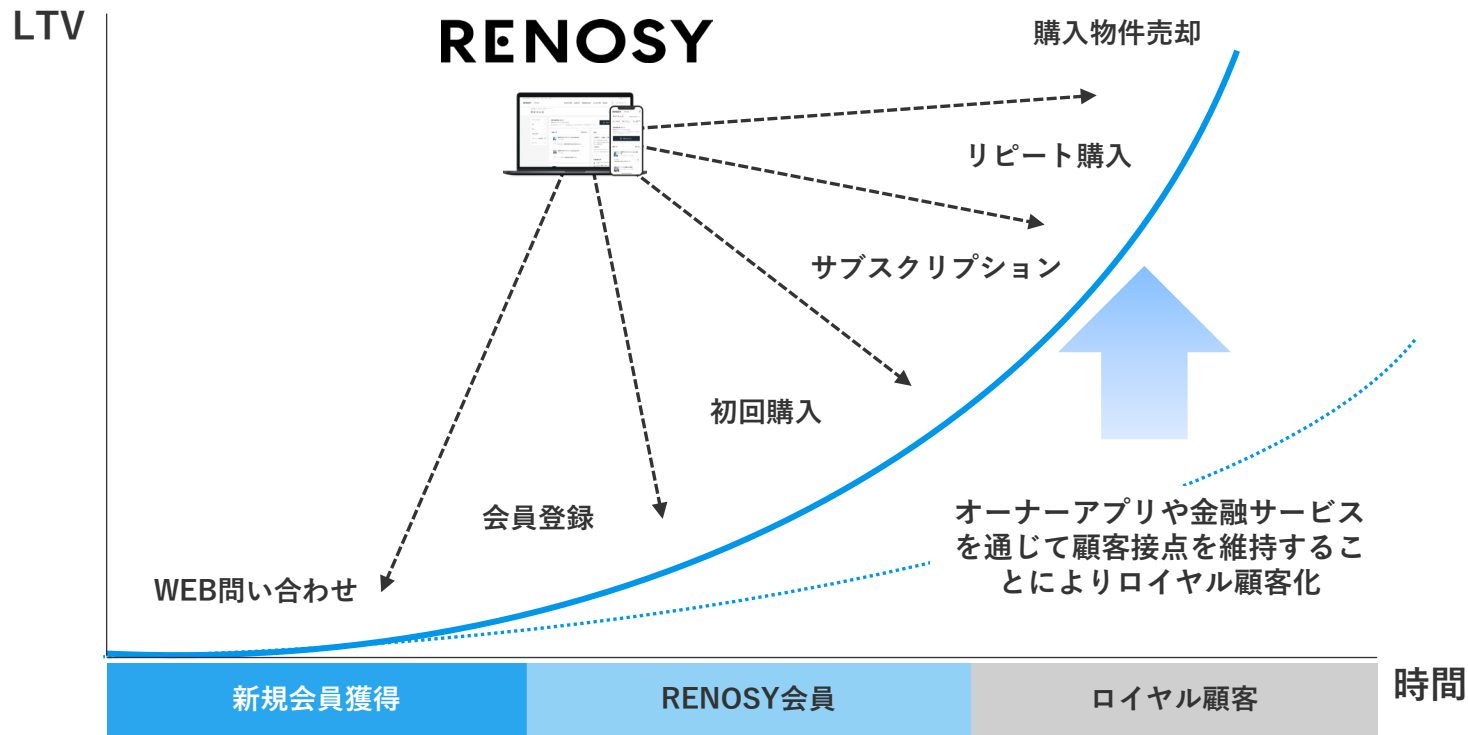 LTV
RENOSY
購入物件売却
リピート購入
サブスクリプション
初回購入
会員登録
WEB問い合わせ
オーナーアプリや金融サービス
を通じて顧客接点を維持するこ
とによりロイヤル顧客化
新規会員獲得
RENOSY会員
ロイヤル顧客
時間